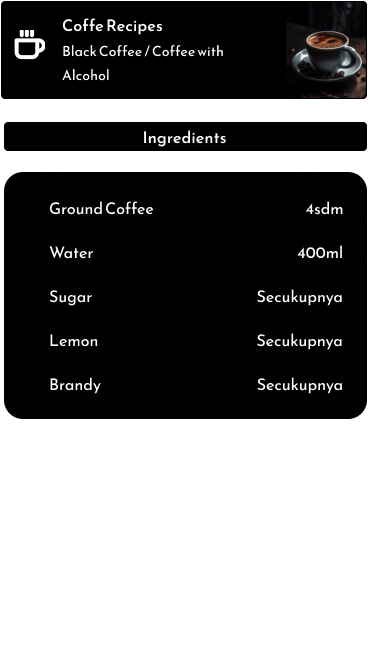 Coffe Recipes
Black Coffee / Coffee with
Alcohol
Ingredients
Ground Coffee 4sdm
Water 400ml
Sugar Secukupnya
Lemon Secukupnya
Brandy Secukupnya